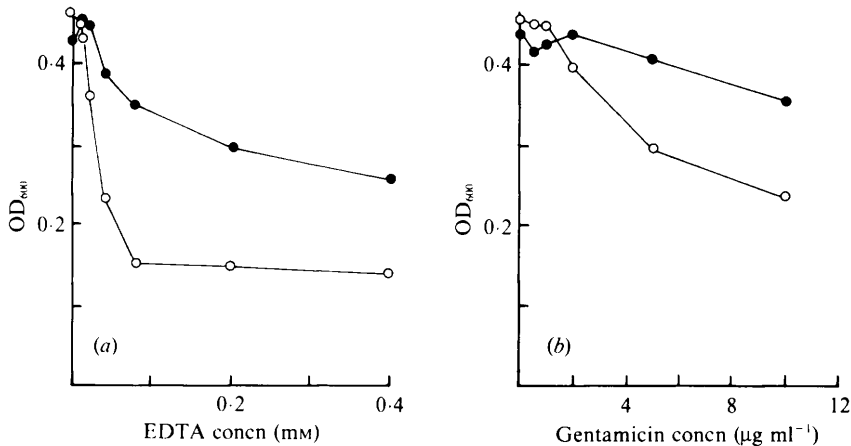 0·4
0·2
OD₆₀₀
(a)
0·2
0·4
EDTA concn (mM)
0·4
0·2
OD₆₀₀
(b)
4
8
12
Gentamicin concn (μg ml⁻¹)